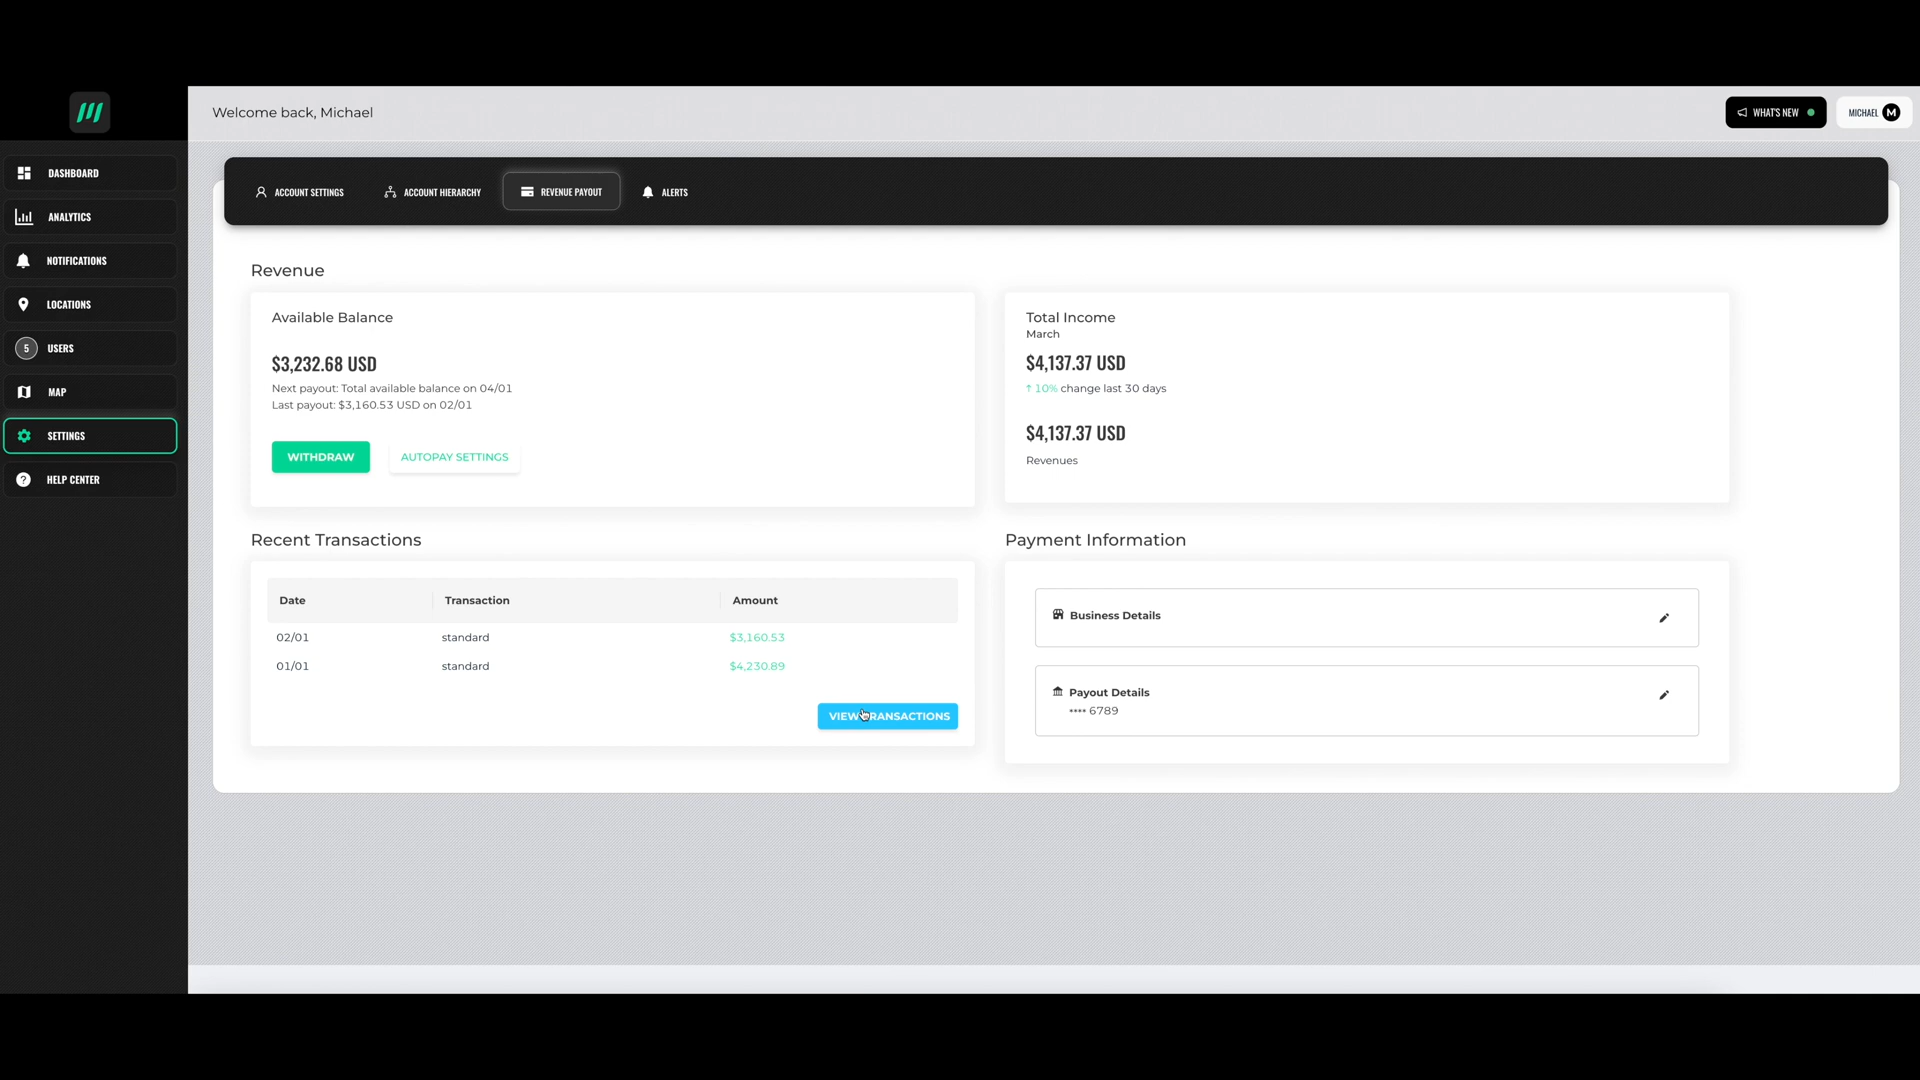 Welcome back, Michael
WHAT'S NEW
MICHAEL M
DASHBOARD
ANALYTICS
NOTIFICATIONS
LOCATIONS
5 USERS
MAP
SETTINGS
HELP CENTER
ACCOUNT SETTINGS
ACCOUNT HIERARCHY
REVENUE PAYOUT
ALERTS
Revenue
Available Balance
$3,232.68 USD
Next payout: Total available balance on 04/01
Last payout: $3,160.53 USD on 02/01
WITHDRAW
AUTOPAY SETTINGS
Total Income
March
$4,137.37 USD
↑ 10% change last 30 days
$4,137.37 USD
Revenues
Recent Transactions
Date Transaction Amount
02/01 standard $3,160.53
01/01 standard $4,230.89
VIEW TRANSACTIONS
Payment Information
Business Details
Payout Details
•••• 6789